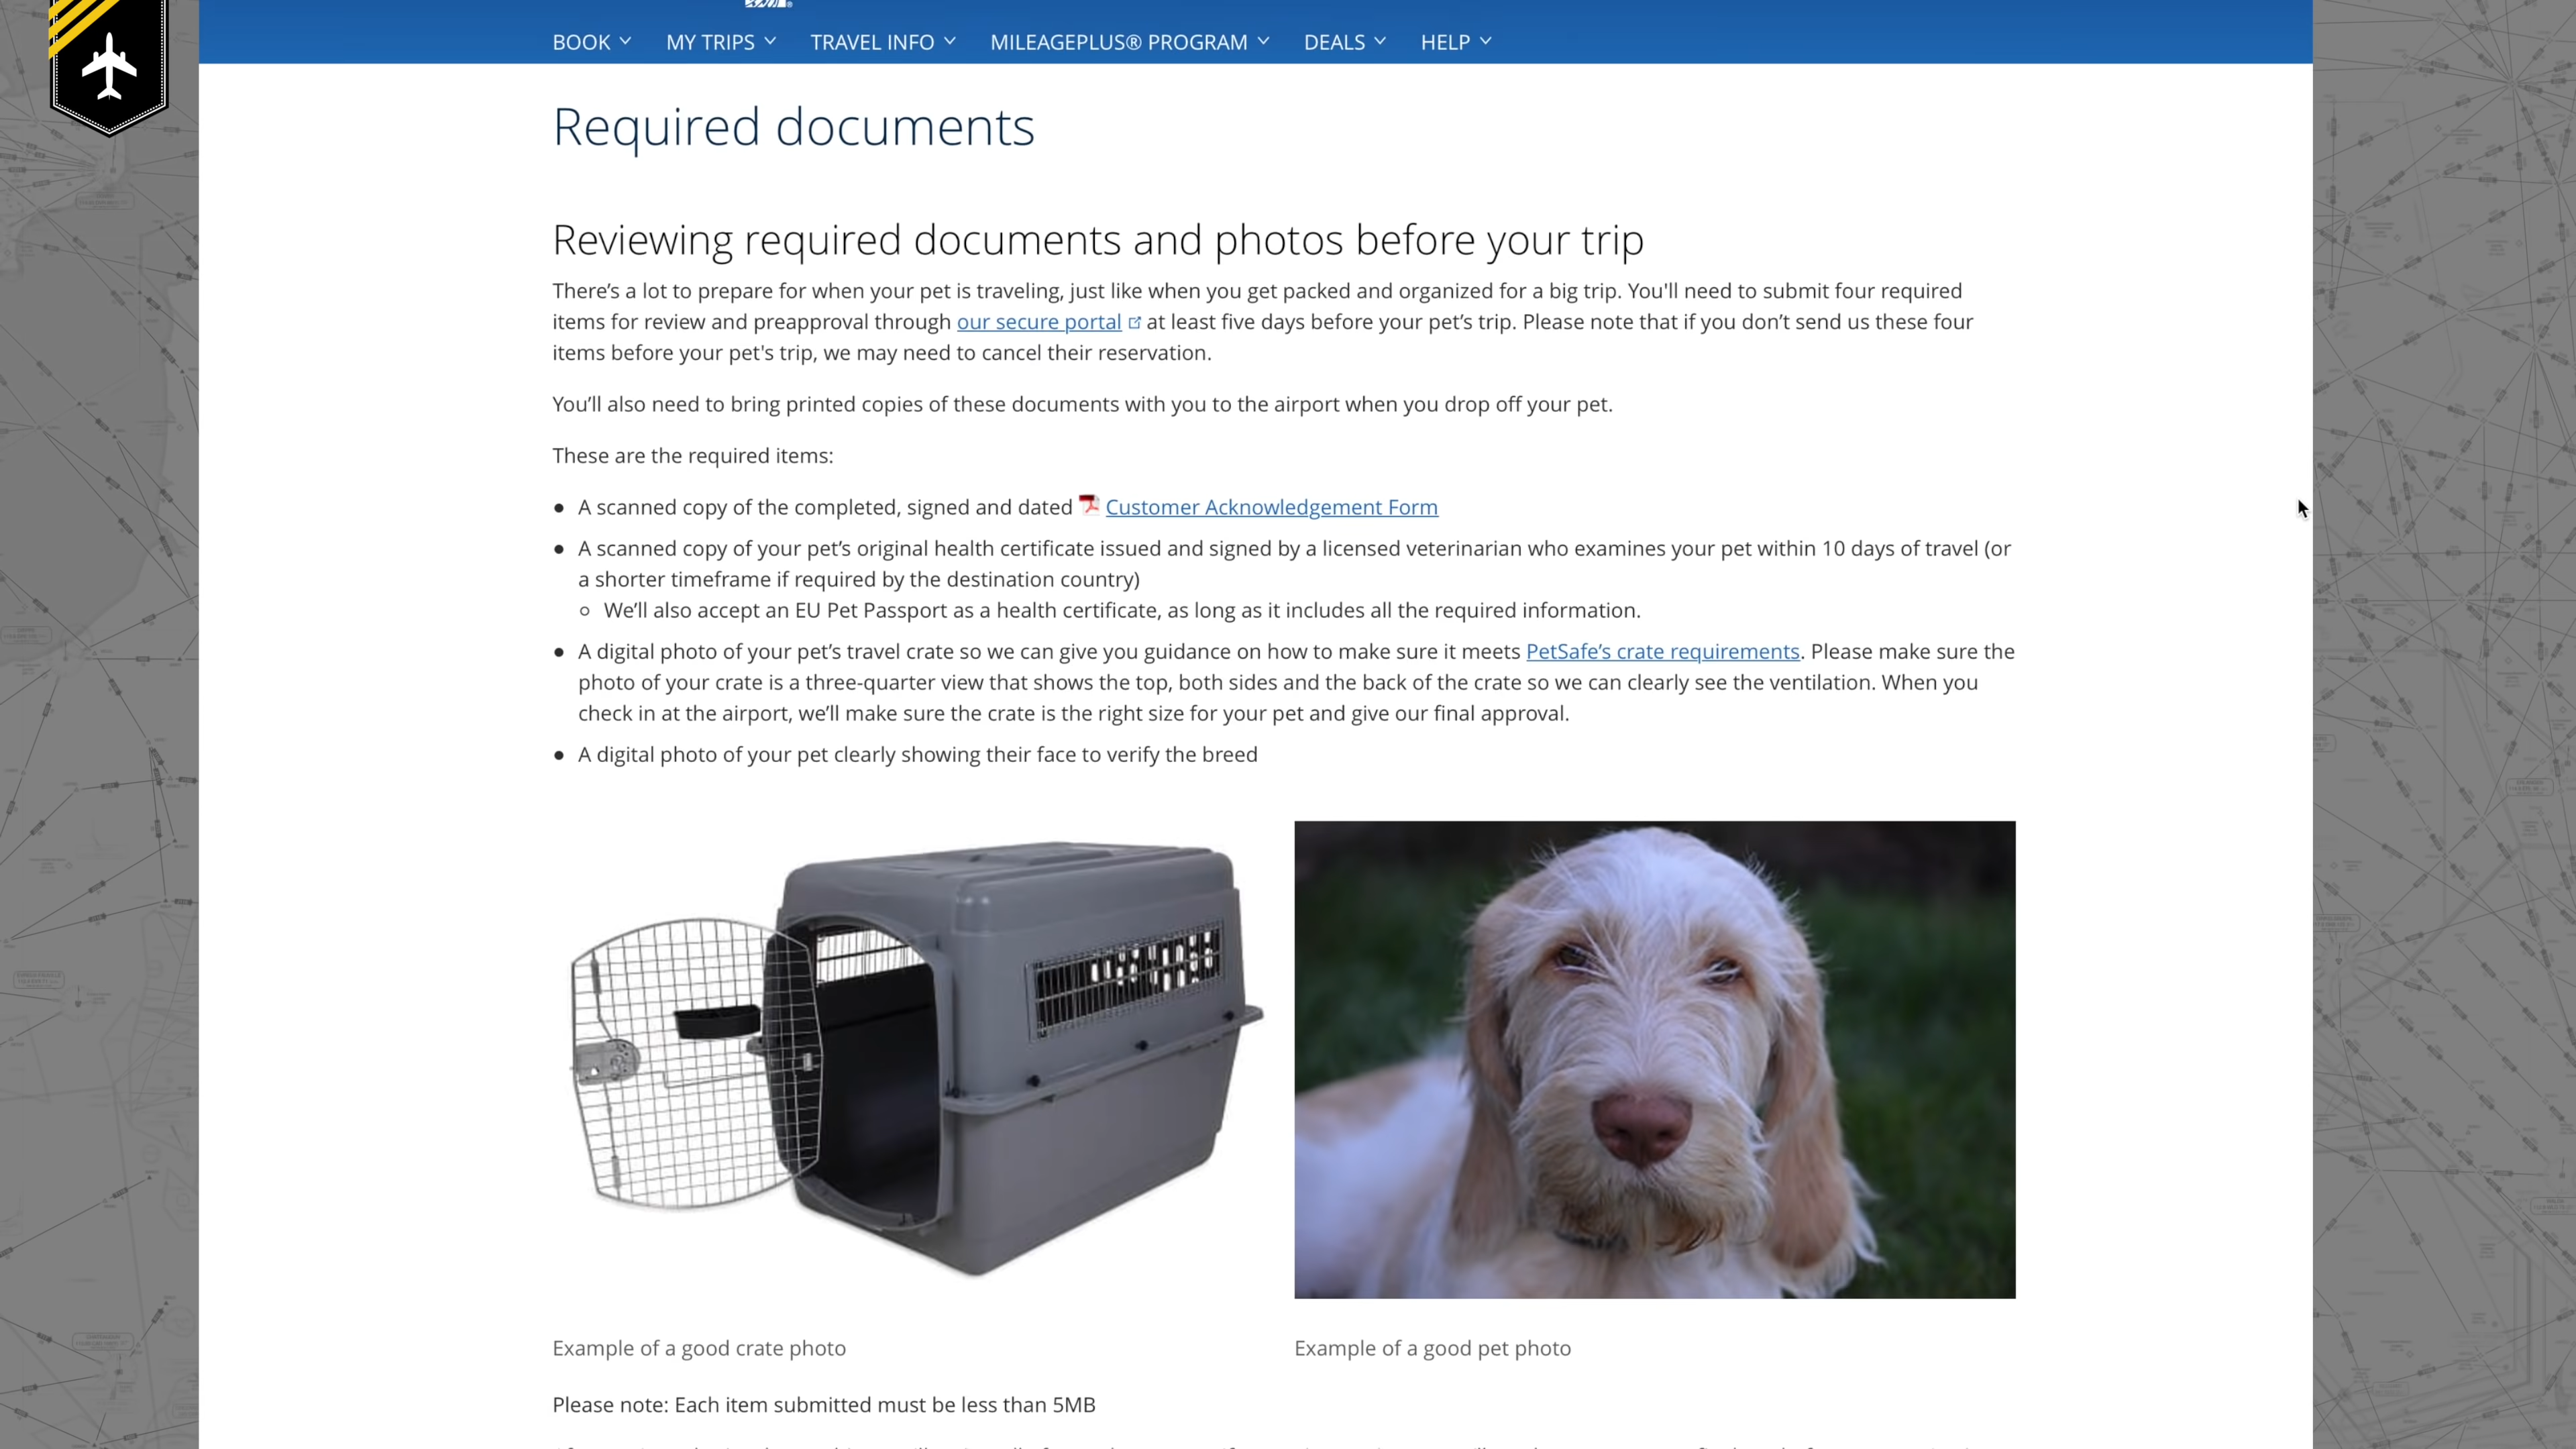 BOOK MY TRIPS TRAVEL INFO MILEAGEPLUS® PROGRAM DEALS HELP
Required documents
Reviewing required documents and photos before your trip
There’s a lot to prepare for when your pet is traveling, just like when you get packed and organized for a big trip. You'll need to submit four required
items for review and preapproval through our secure portal at least five days before your pet’s trip. Please note that if you don’t send us these four
items before your pet's trip, we may need to cancel their reservation.
You’ll also need to bring printed copies of these documents with you to the airport when you drop off your pet.
These are the required items:
● A scanned copy of the completed, signed and dated Customer Acknowledgement Form
● A scanned copy of your pet’s original health certificate issued and signed by a licensed veterinarian who examines your pet within 10 days of travel (or
a shorter timeframe if required by the destination country)
○ We’ll also accept an EU Pet Passport as a health certificate, as long as it includes all the required information.
● A digital photo of your pet’s travel crate so we can give you guidance on how to make sure it meets PetSafe’s crate requirements. Please make sure the
photo of your crate is a three-quarter view that shows the top, both sides and the back of the crate so we can clearly see the ventilation. When you
check in at the airport, we’ll make sure the crate is the right size for your pet and give our final approval.
● A digital photo of your pet clearly showing their face to verify the breed
Example of a good crate photo
Example of a good pet photo
Please note: Each item submitted must be less than 5MB